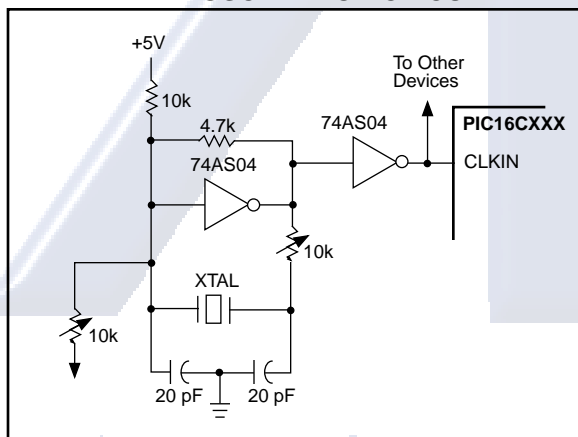 +5V
10k
4.7k
74AS04
74AS04
To Other
Devices
PIC16CXXX
CLKIN
10k
XTAL
10k
20 pF
20 pF